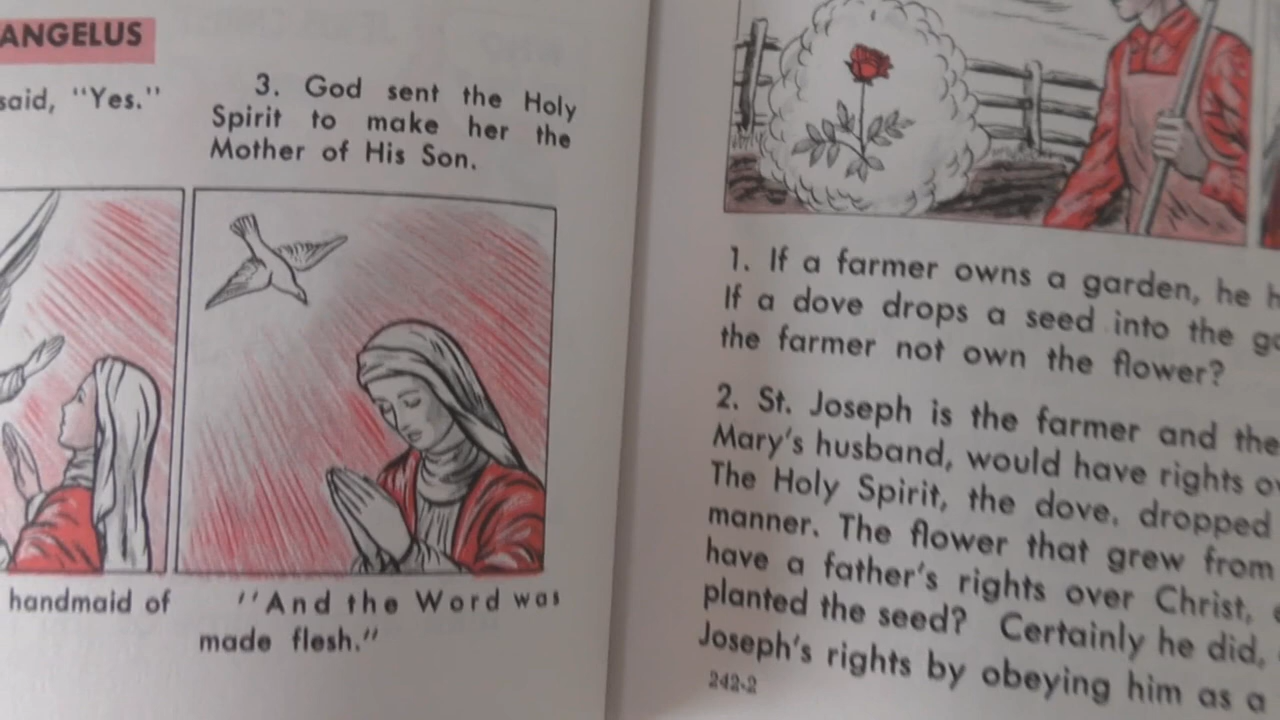 ANGELUS
said, "Yes."
3. God sent the Holy
Spirit to make her the
Mother of His Son.
handmaid of
"And the Word was
made flesh."
1. If a farmer owns a garden, he
If a dove drops a seed into the
the farmer not own the flower?
2. St. Joseph is the farmer and the
Mary's husband, would have rights
The Holy Spirit, the dove, dropped
manner. The flower that grew from
have a father's rights over Christ,
planted the seed? Certainly he did,
Joseph's rights by obeying him as a
242-2